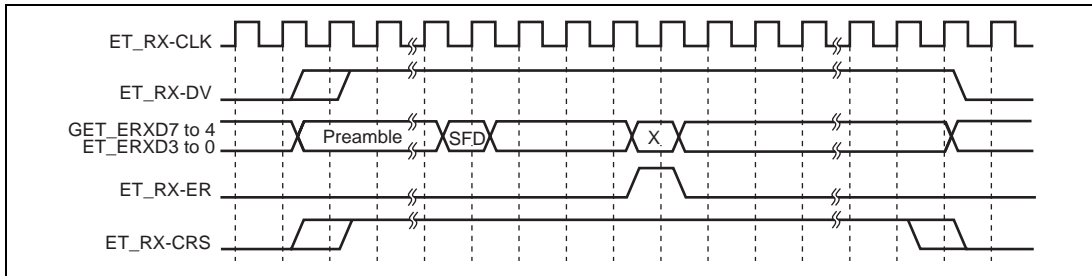 ET_RX-CLK
ET_RX-DV
GET_ERXD7 to 4
ET_ERXD3 to 0
Preamble
SFD
X
ET_RX-ER
ET_RX-CRS